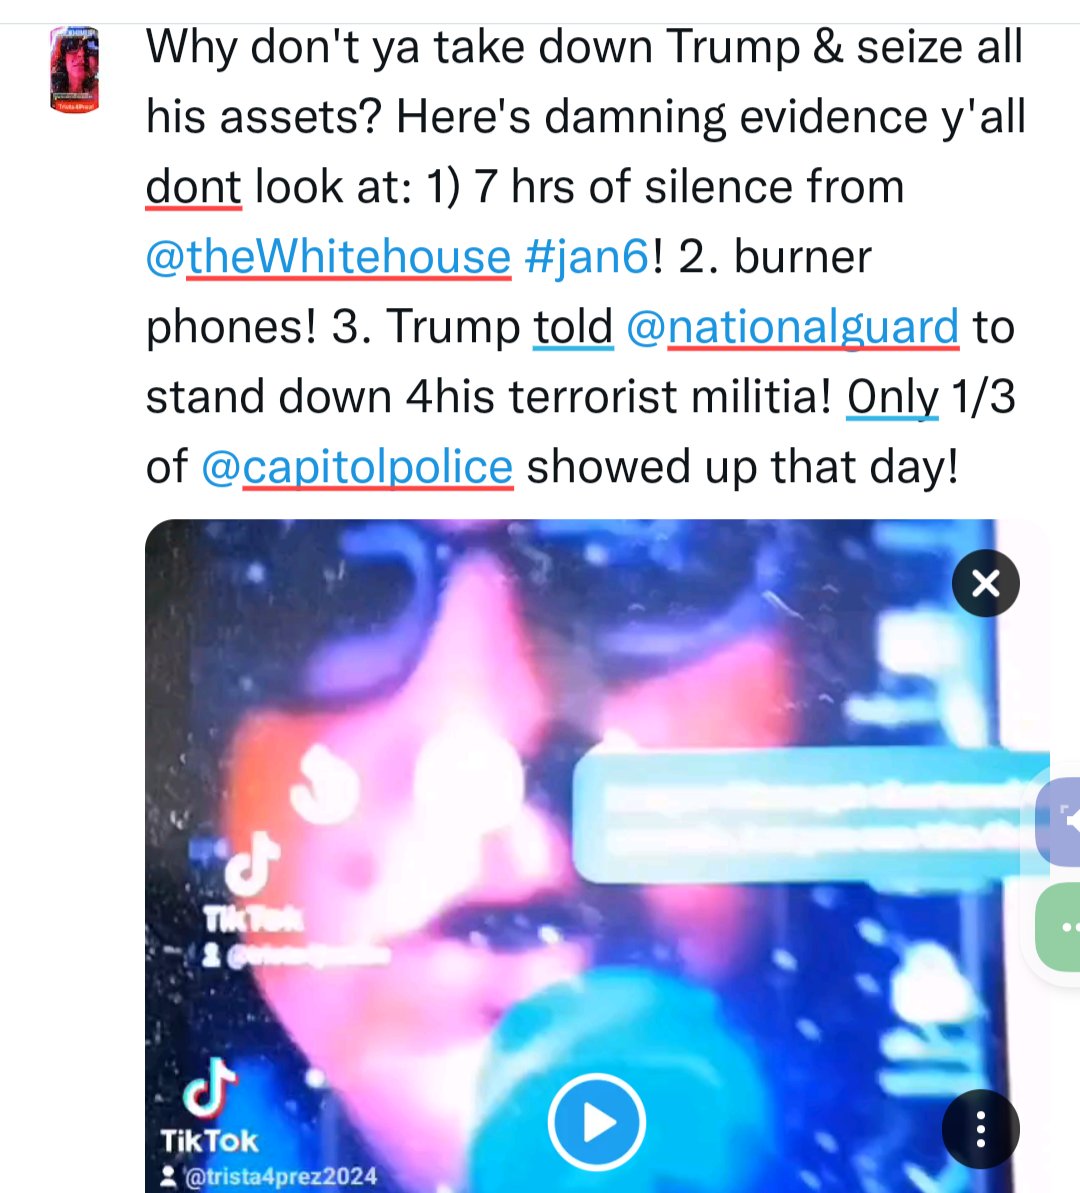 Why don't ya take down Trump & seize all
his assets? Here's damning evidence y'all
dont look at: 1) 7 hrs of silence from
@theWhitehouse #jan6! 2. burner
phones! 3. Trump told @nationalguard to
stand down 4his terrorist militia! Only 1/3
of @capitolpolice showed up that day!
TikTok
TikTok
@trista4prez2024